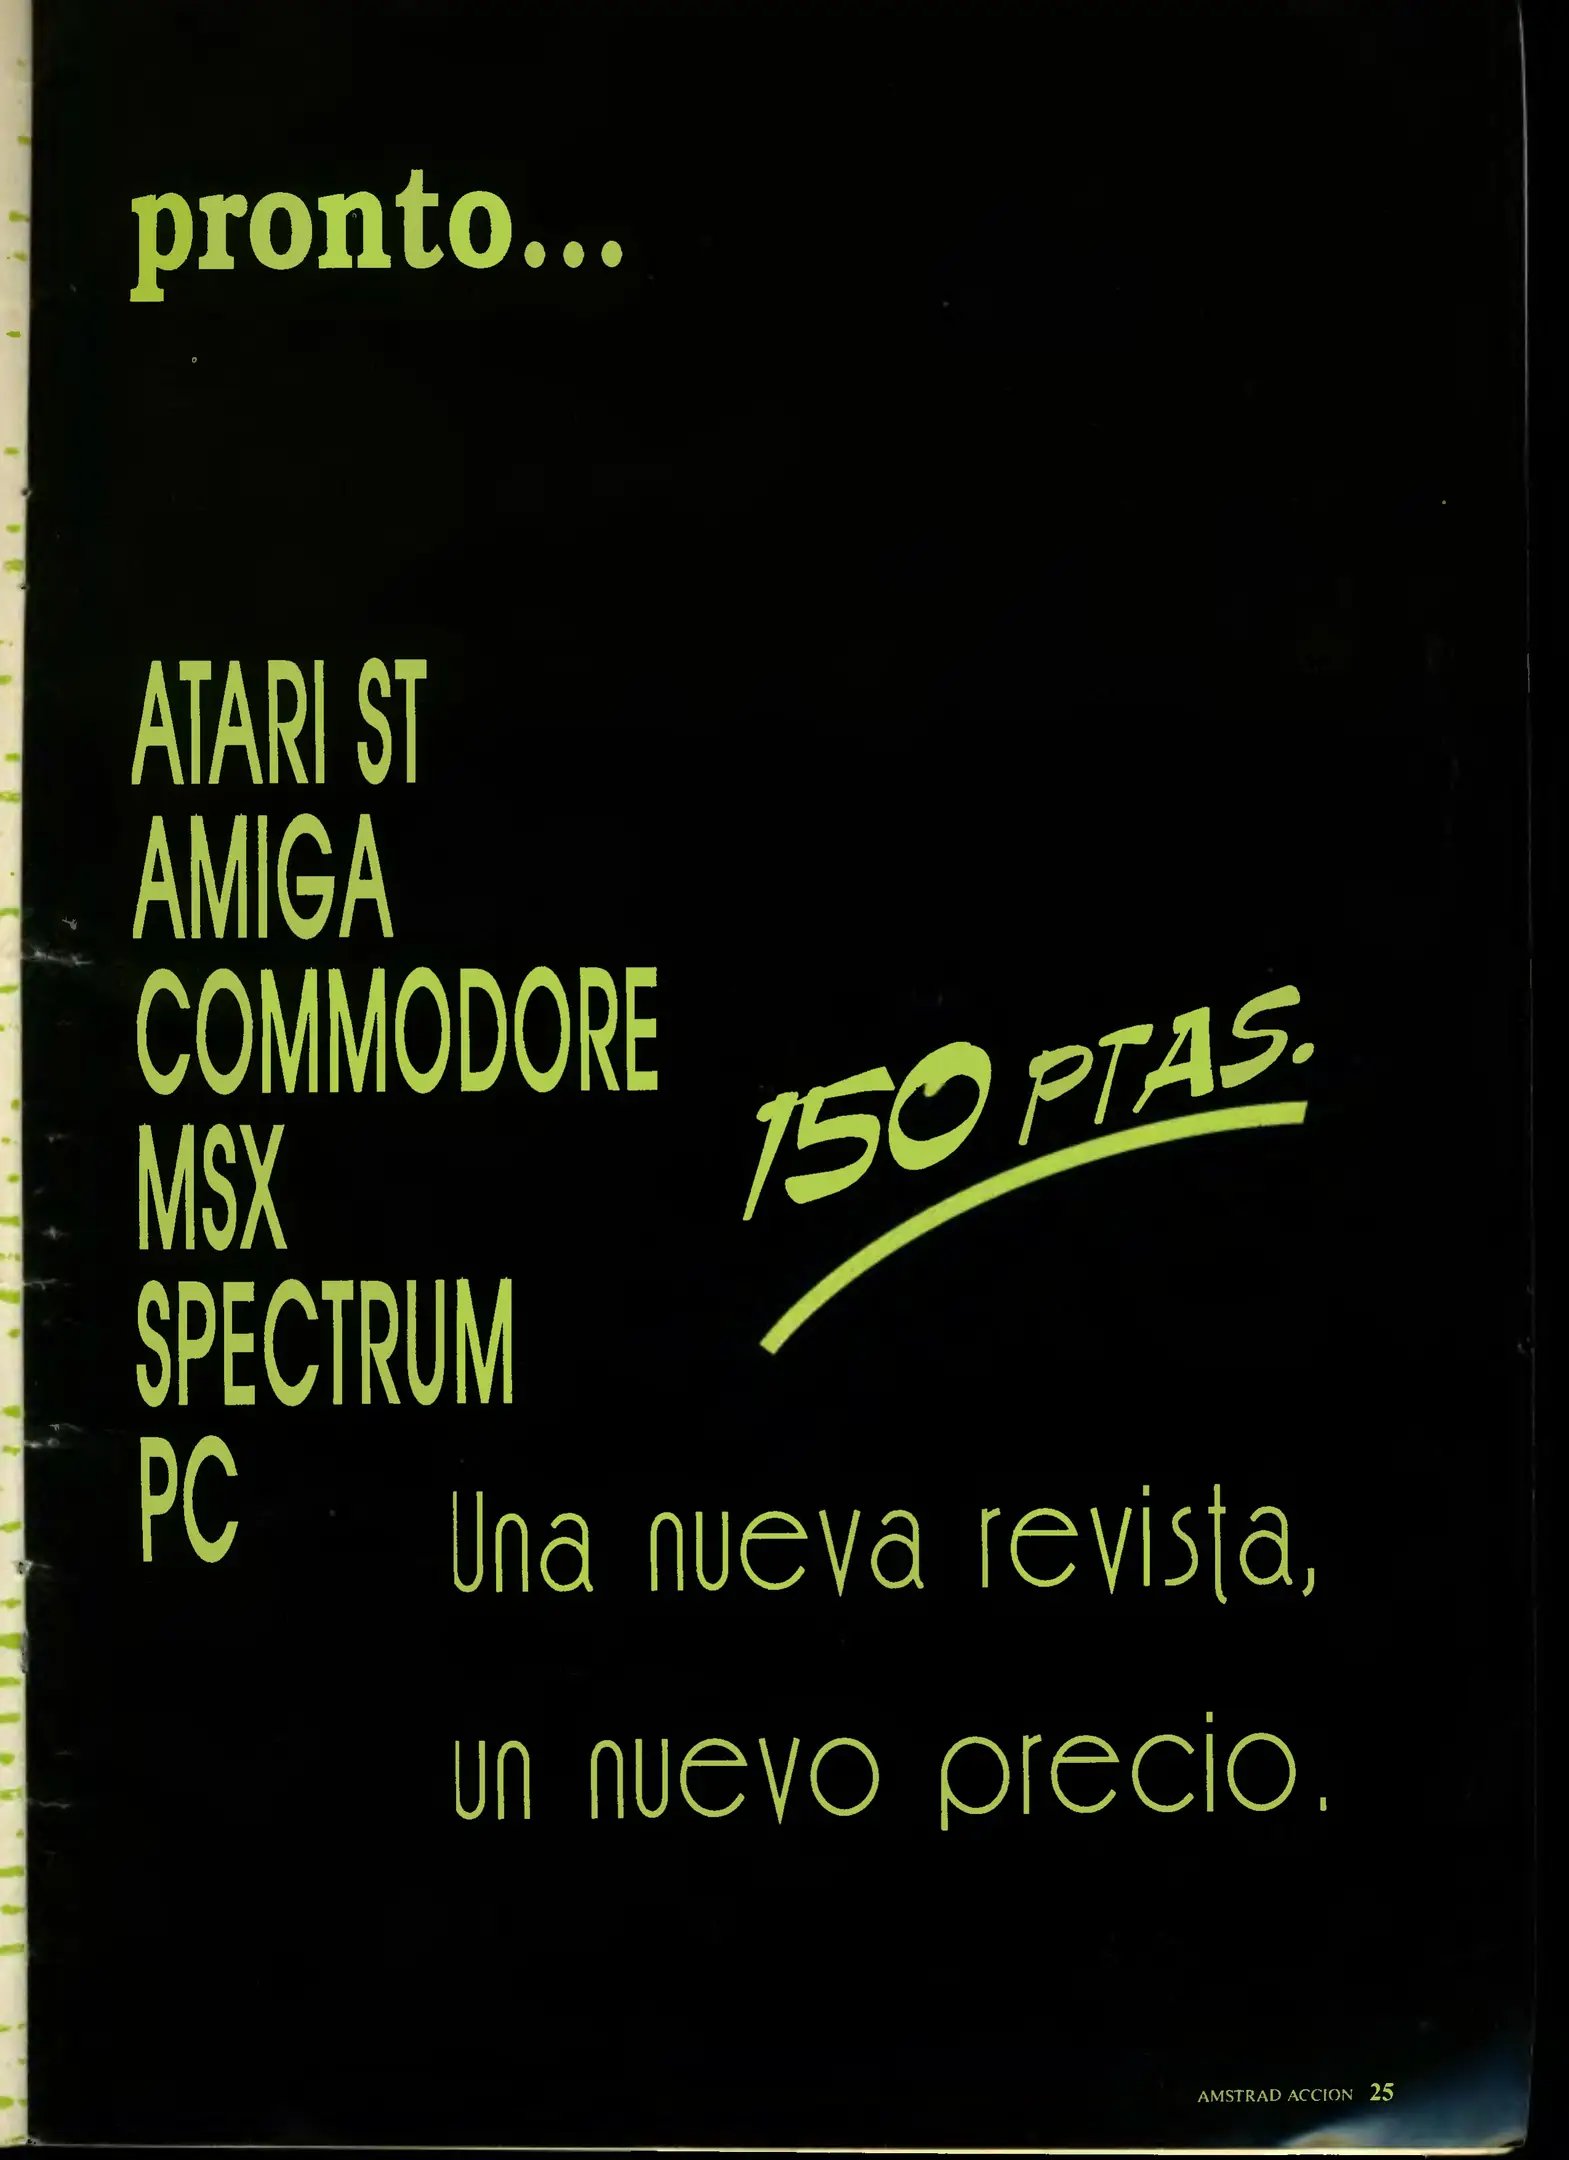 pronto...
ATARI ST
AMIGA
COMMODORE
MSX
SPECTRUM
PC
150 PTAS.
Una nueva revista,
un nuevo precio.
AMSTRAD ACCION 25